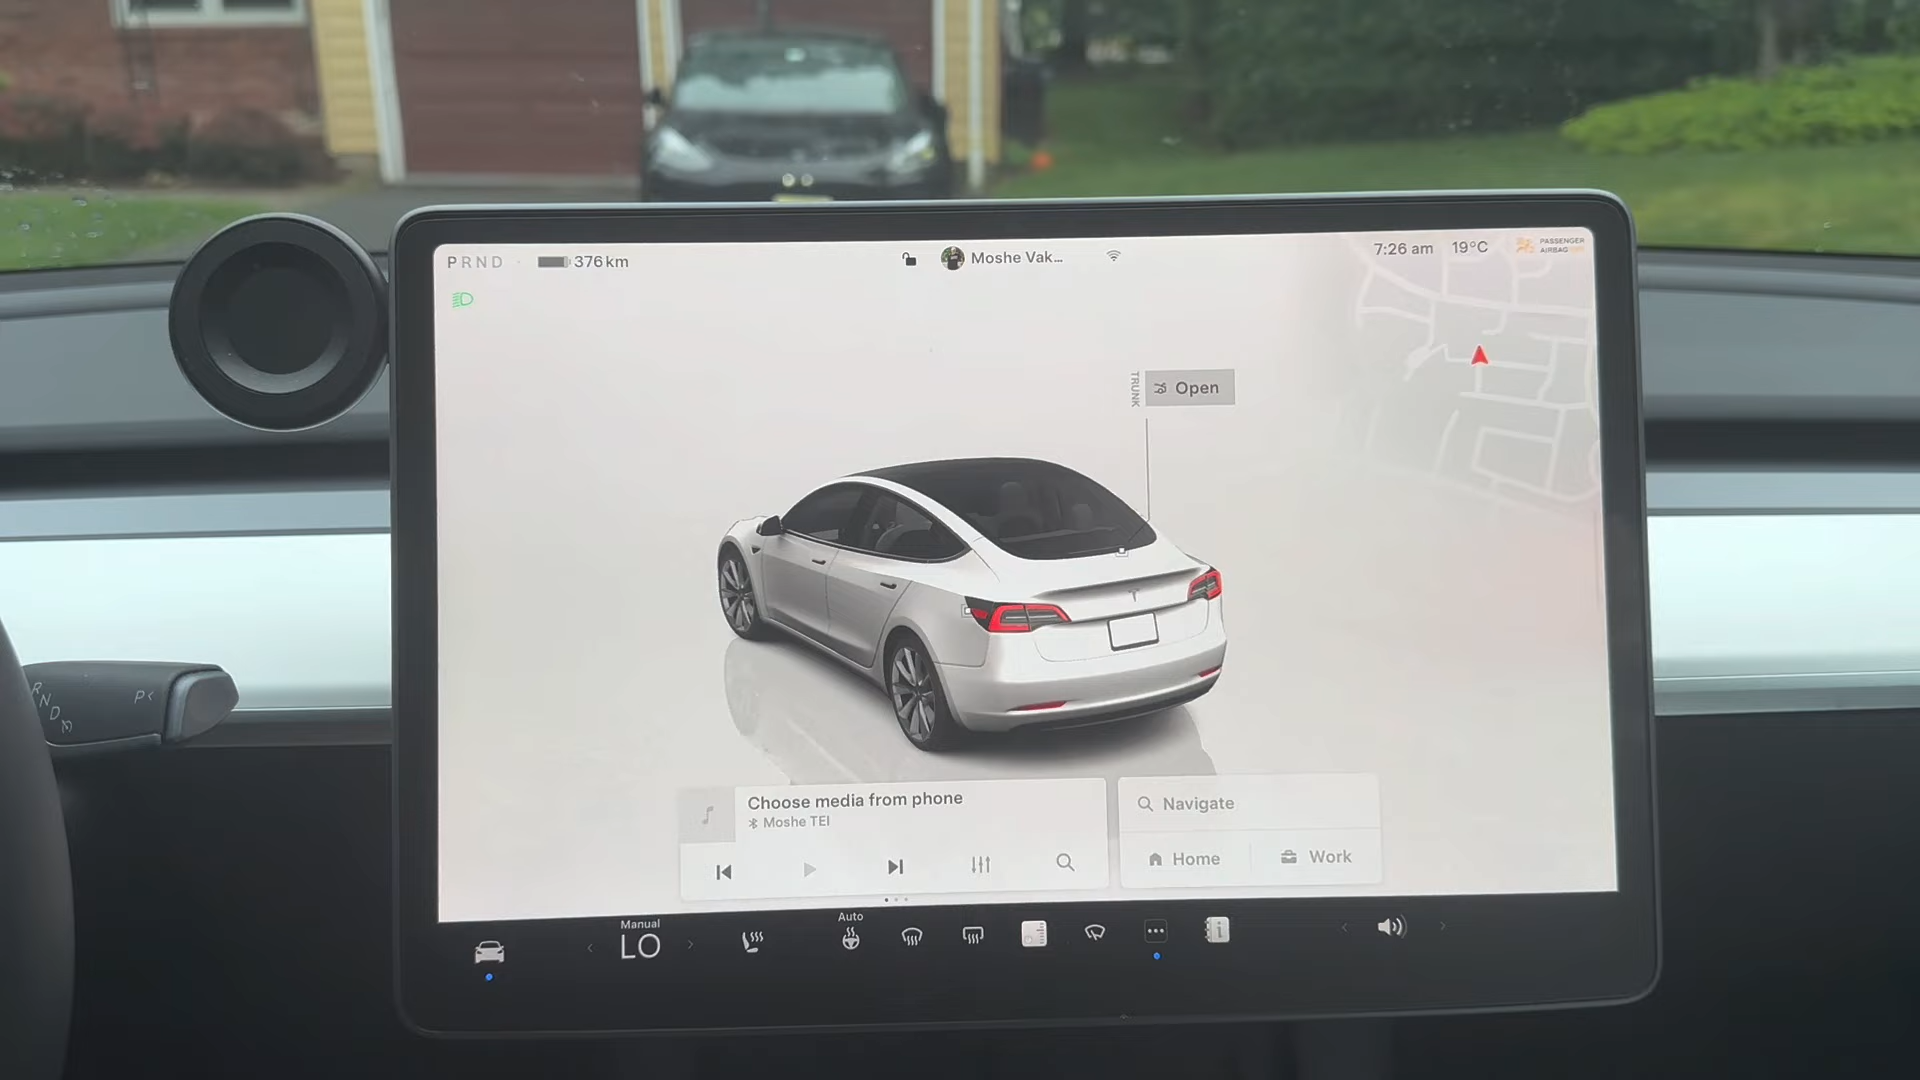 PRND
376km
Moshe Vak...
7:26 am
19°C
PASSENGER
AIRBAG
TRUNK
Open
Choose media from phone
Moshe TEI
Navigate
Home
Work
Manual
LO
Auto
R
N
D
P<